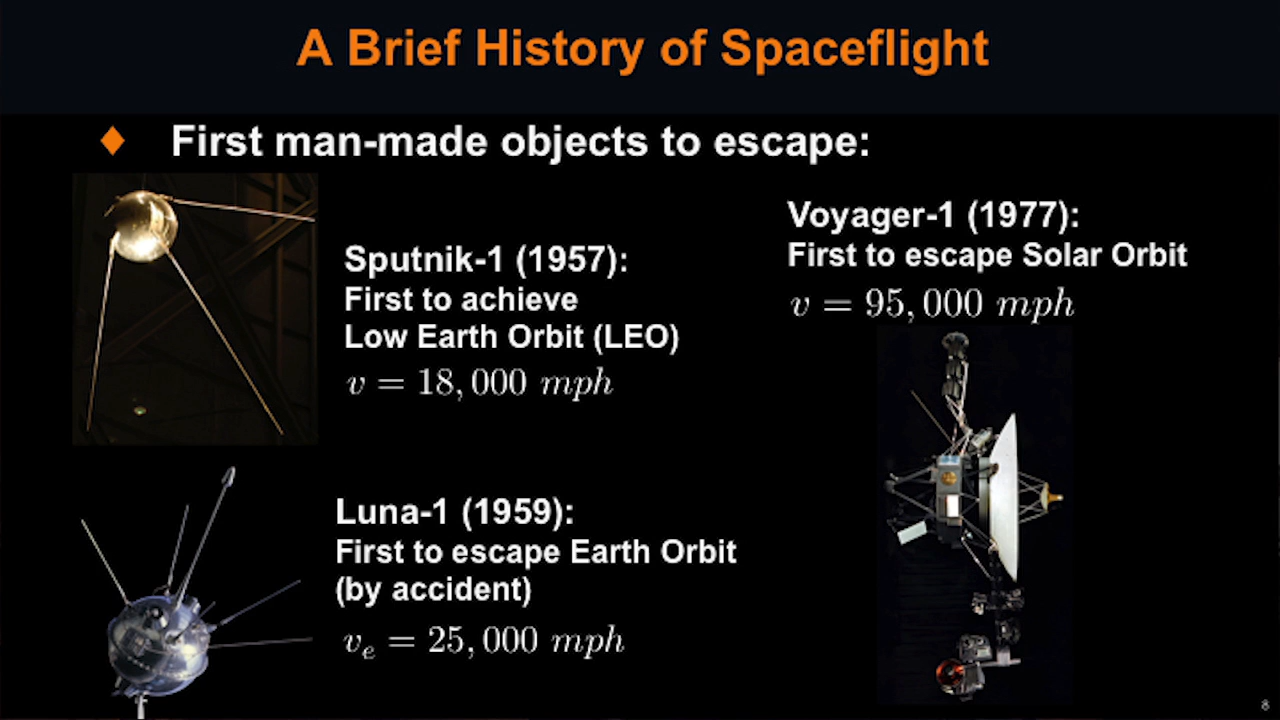 A Brief History of Spaceflight
♦ First man-made objects to escape:
Sputnik-1 (1957):
First to achieve
Low Earth Orbit (LEO)
v = 18,000 mph
Voyager-1 (1977):
First to escape Solar Orbit
v = 95,000 mph
Luna-1 (1959):
First to escape Earth Orbit
(by accident)
vₑ = 25,000 mph
8